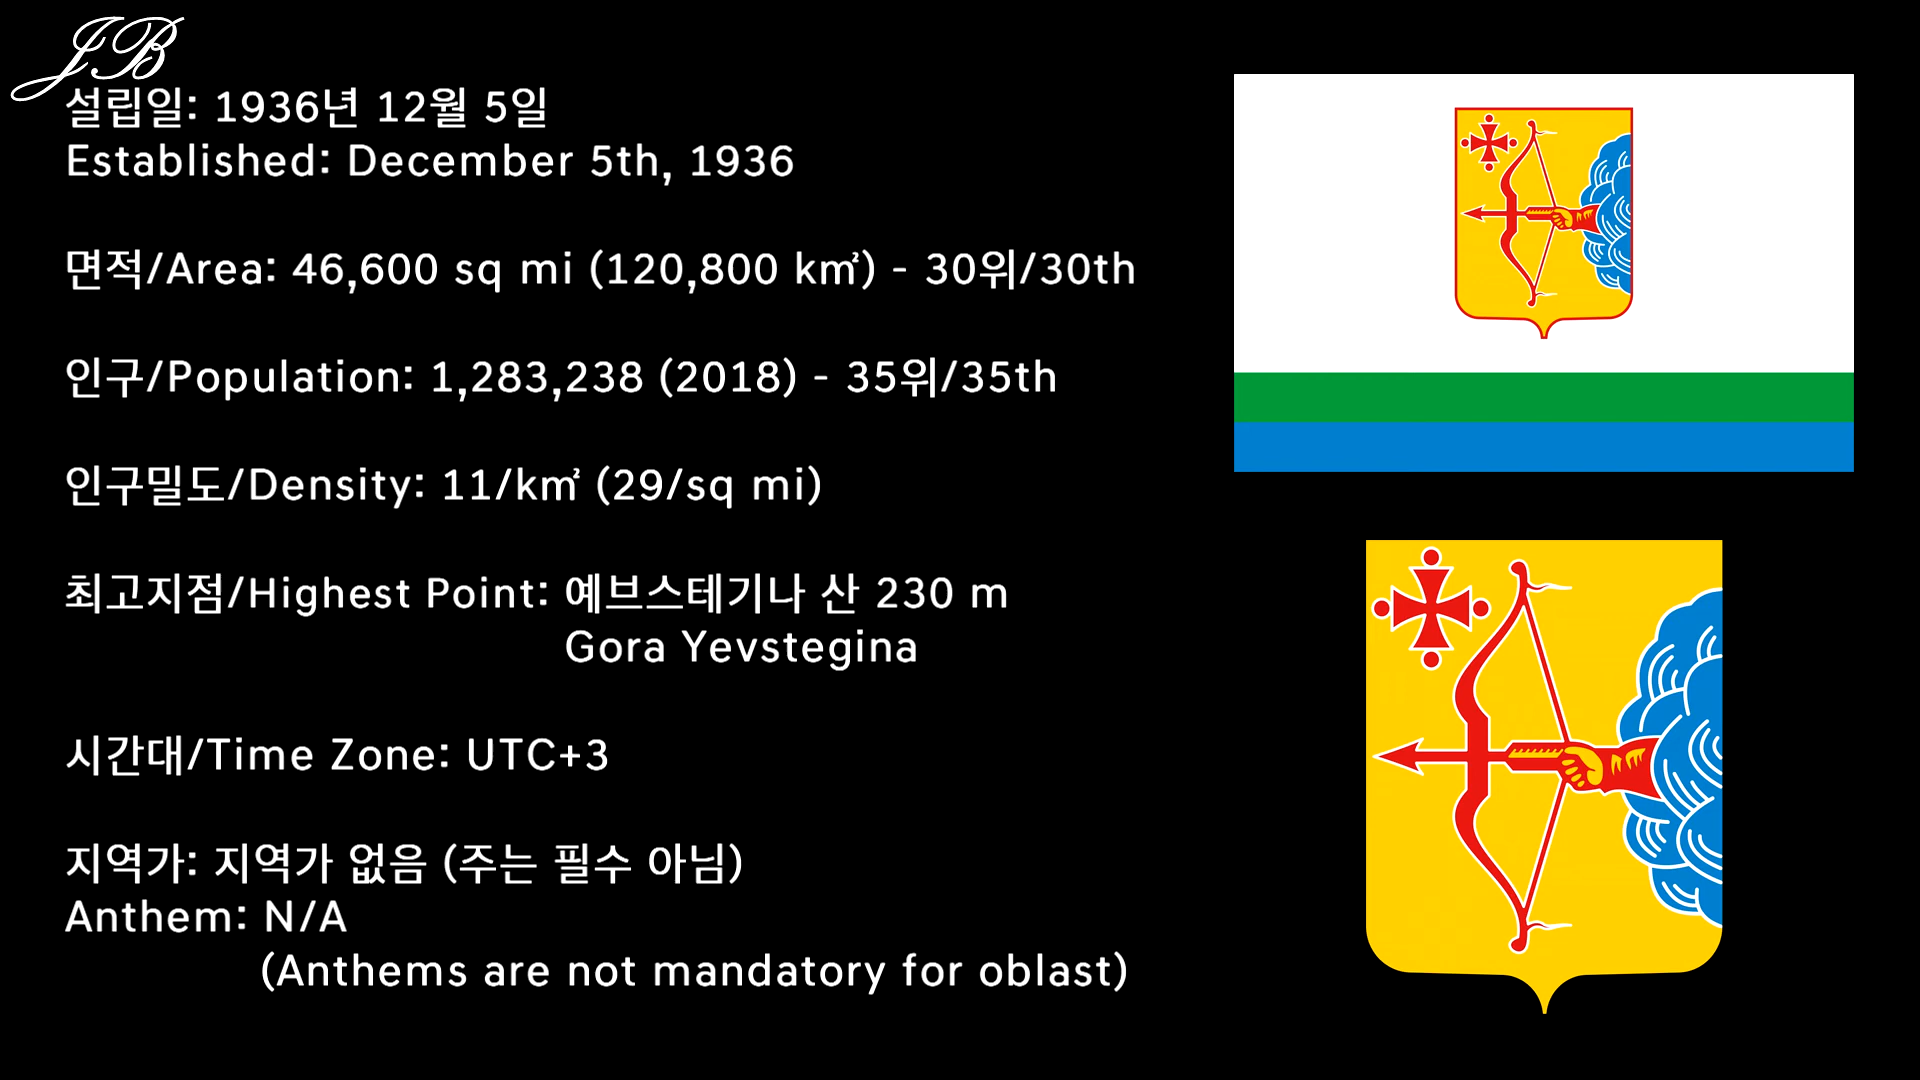 JB
설립일: 1936년 12월 5일
Established: December 5th, 1936
면적/Area: 46,600 sq mi (120,800 km²) - 30위/30th
인구/Population: 1,283,238 (2018) - 35위/35th
인구밀도/Density: 11/km² (29/sq mi)
최고지점/Highest Point: 예브스테기나 산 230 m
Gora Yevstegina
시간대/Time Zone: UTC+3
지역가: 지역가 없음 (주는 필수 아님)
Anthem: N/A
(Anthems are not mandatory for oblast)